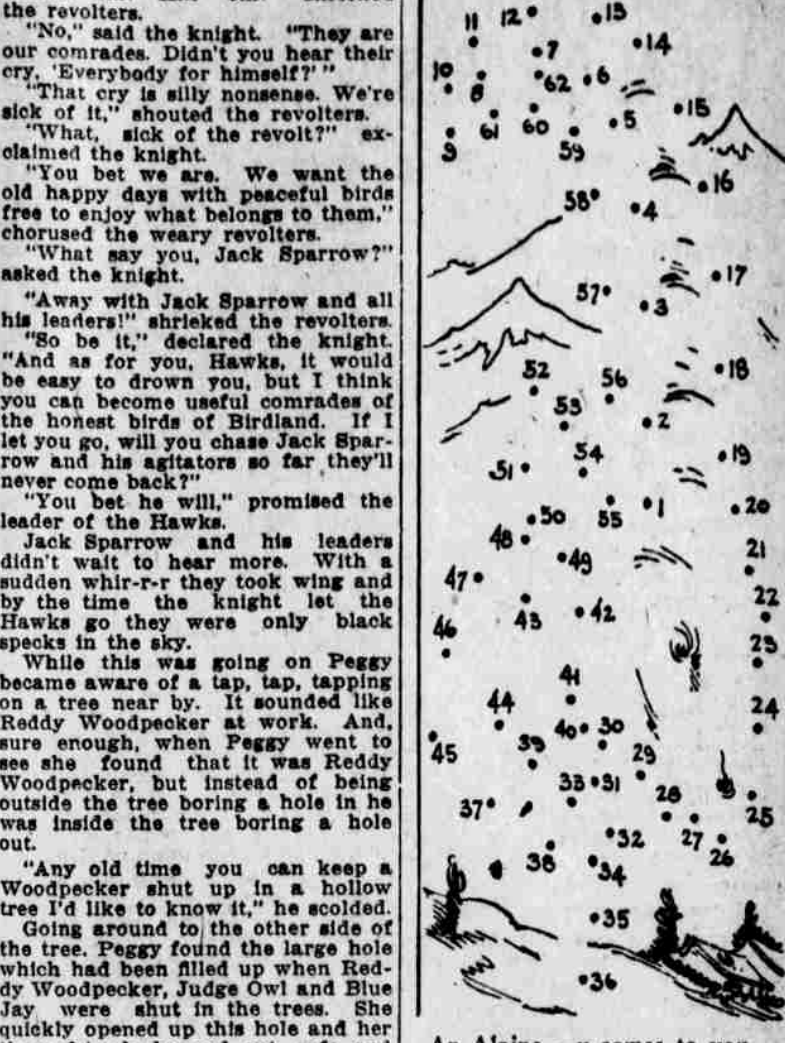 the revolters.
"No," said the knight. "They are
our comrades. Didn't you hear their
cry, 'Everybody for himself?' "
"That cry is silly nonsense. We're
sick of it," shouted the revolters.
"What, sick of the revolt?" ex-
claimed the knight.
"You bet we are. We want the
old happy days with peaceful birds
free to enjoy what belongs to them,"
chorused the weary revolters.
"What say you, Jack Sparrow?"
asked the knight.
"Away with Jack Sparrow and all
his leaders!" shrieked the revolters.
"So be it," declared the knight.
"And as for you, Hawks, it would
be easy to drown you, but I think
you can become useful comrades of
the honest birds of Birdland. If I
let you go, will you chase Jack Spar-
row and his agitators so far they'll
never come back?"
"You bet he will," promised the
leader of the Hawks.
Jack Sparrow and his leaders
didn't wait to hear more. With a
sudden whir-r-r they took wing and
by the time the knight let the
Hawks go they were only black
specks in the sky.
While this was going on Peggy
became aware of a tap, tap, tapping
on a tree near by. It sounded like
Reddy Woodpecker at work. And,
sure enough, when Peggy went to
see she found that it was Reddy
Woodpecker, but instead of being
outside the tree boring a hole in he
was inside the tree boring a hole
out.
"Any old time you can keep a
Woodpecker shut up in a hollow
tree I'd like to know it," he scolded.
Going around to the other side of
the tree, Peggy found the large hole
which had been filled up when Red-
dy Woodpecker, Judge Owl and Blue
Jay were shut in the trees. She
quickly opened up this hole and her
11 12 13
7 14
10 8 62 6
15
9 61 60 59 5
16
58 4
17
57 3
18
52 56
53 2
54 19
51
50 55 1 20
48
49 21
47
43 42 22
46
23
41
44 24
40 30
45 39 29
33 31
37 28 25
32 27 26
38 34
35
36
An Alpine comes to